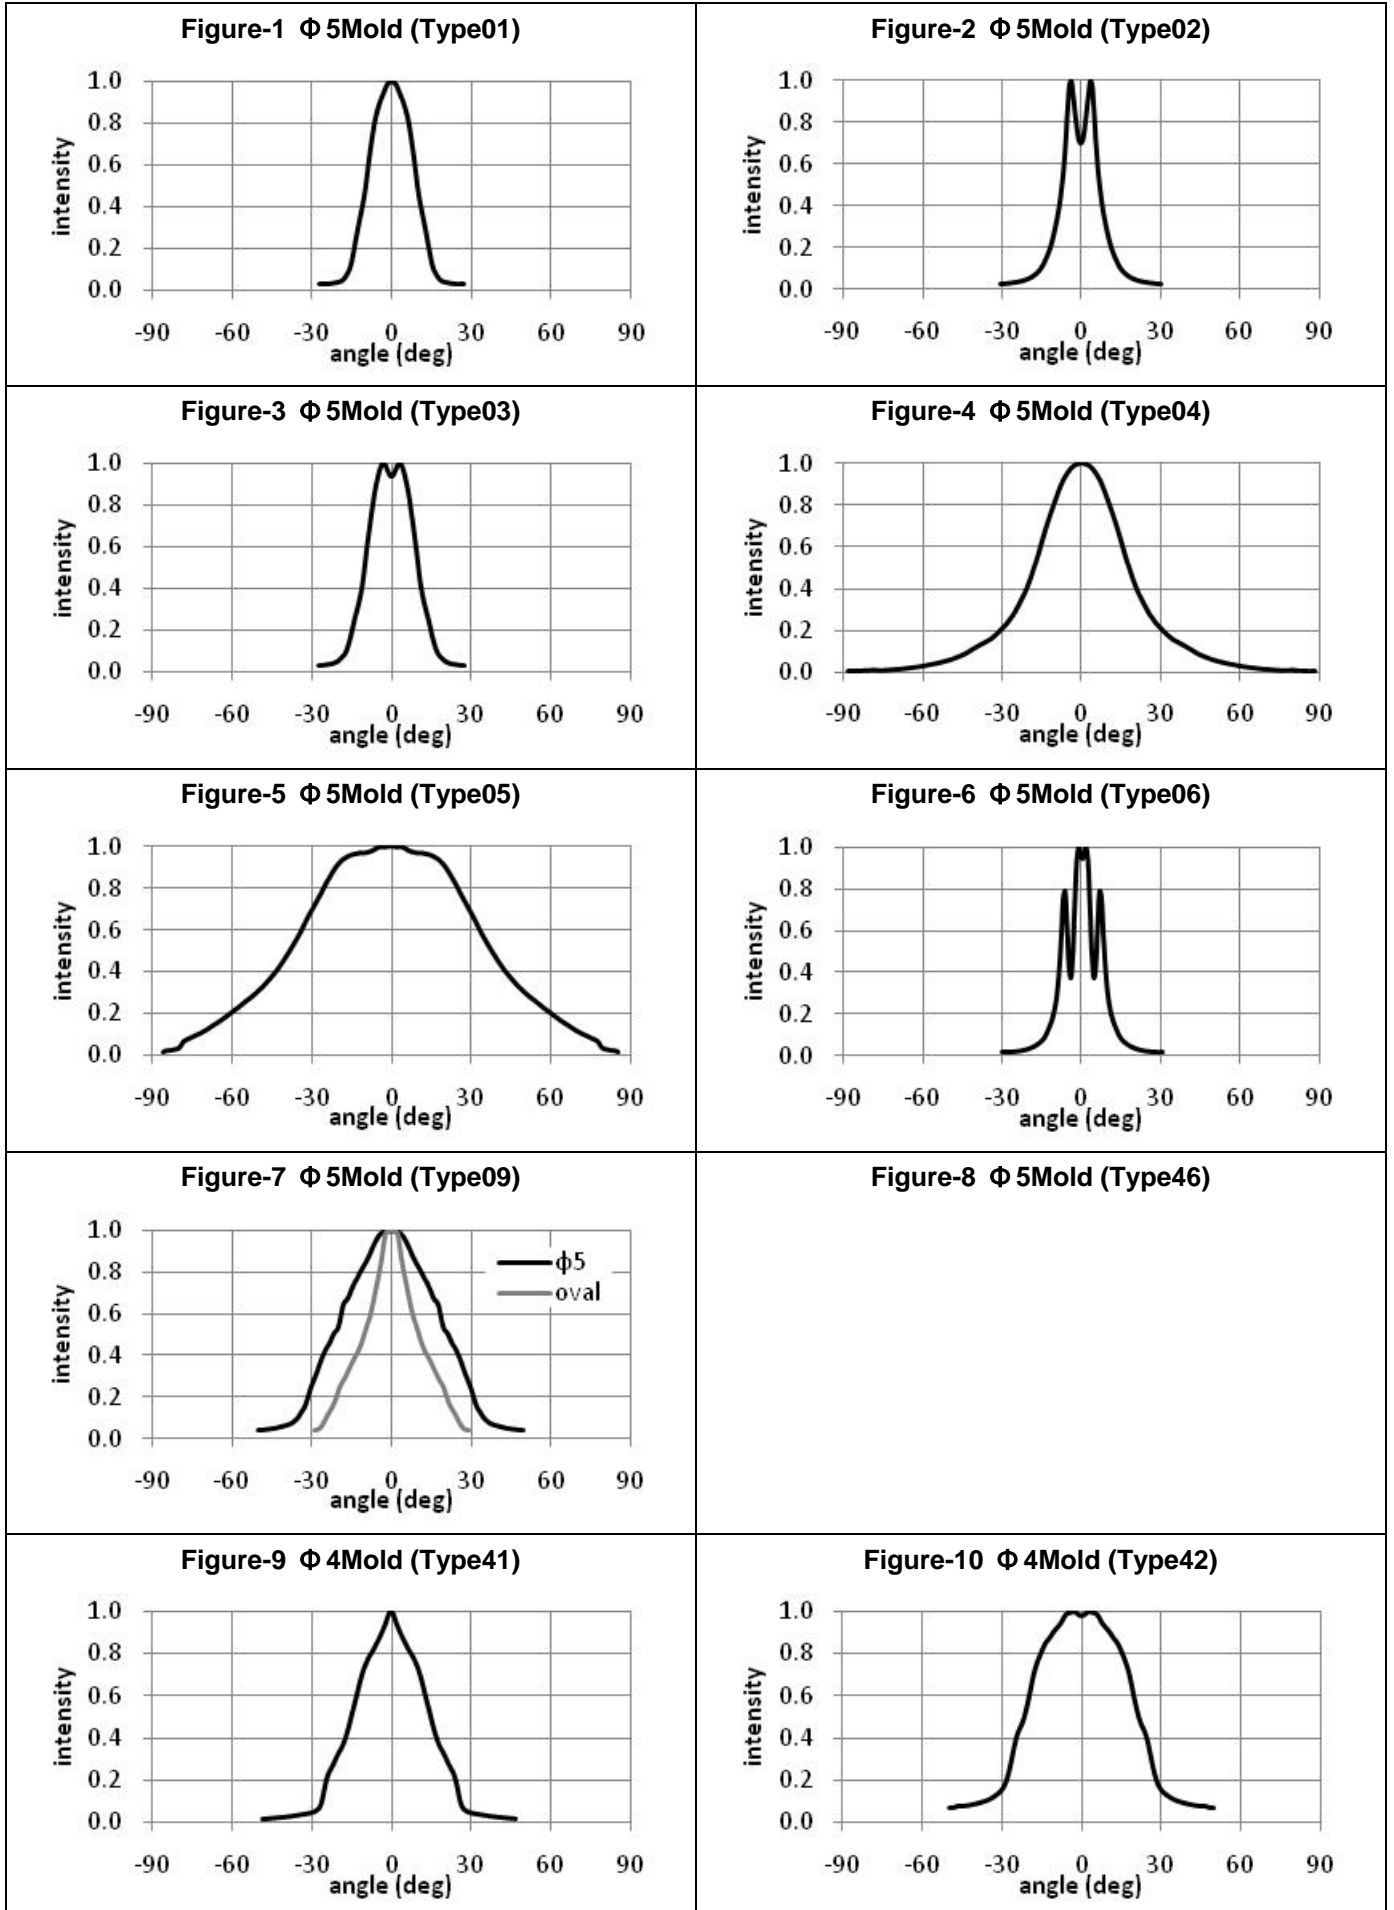 Figure-1 Φ5Mold (Type01)
1.0
0.8
0.6
0.4
0.2
0.0
intensity
-90 -60 -30 0 30 60 90
angle (deg)
Figure-2 Φ5Mold (Type02)
1.0
0.8
0.6
0.4
0.2
0.0
intensity
-90 -60 -30 0 30 60 90
angle (deg)
Figure-3 Φ5Mold (Type03)
1.0
0.8
0.6
0.4
0.2
0.0
intensity
-90 -60 -30 0 30 60 90
angle (deg)
Figure-4 Φ5Mold (Type04)
1.0
0.8
0.6
0.4
0.2
0.0
intensity
-90 -60 -30 0 30 60 90
angle (deg)
Figure-5 Φ5Mold (Type05)
1.0
0.8
0.6
0.4
0.2
0.0
intensity
-90 -60 -30 0 30 60 90
angle (deg)
Figure-6 Φ5Mold (Type06)
1.0
0.8
0.6
0.4
0.2
0.0
intensity
-90 -60 -30 0 30 60 90
angle (deg)
Figure-7 Φ5Mold (Type09)
1.0
0.8
0.6
0.4
0.2
0.0
intensity
ф5
oval
-90 -60 -30 0 30 60 90
angle (deg)
Figure-8 Φ5Mold (Type46)
Figure-9 Φ4Mold (Type41)
1.0
0.8
0.6
0.4
0.2
0.0
intensity
-90 -60 -30 0 30 60 90
angle (deg)
Figure-10 Φ4Mold (Type42)
1.0
0.8
0.6
0.4
0.2
0.0
intensity
-90 -60 -30 0 30 60 90
angle (deg)